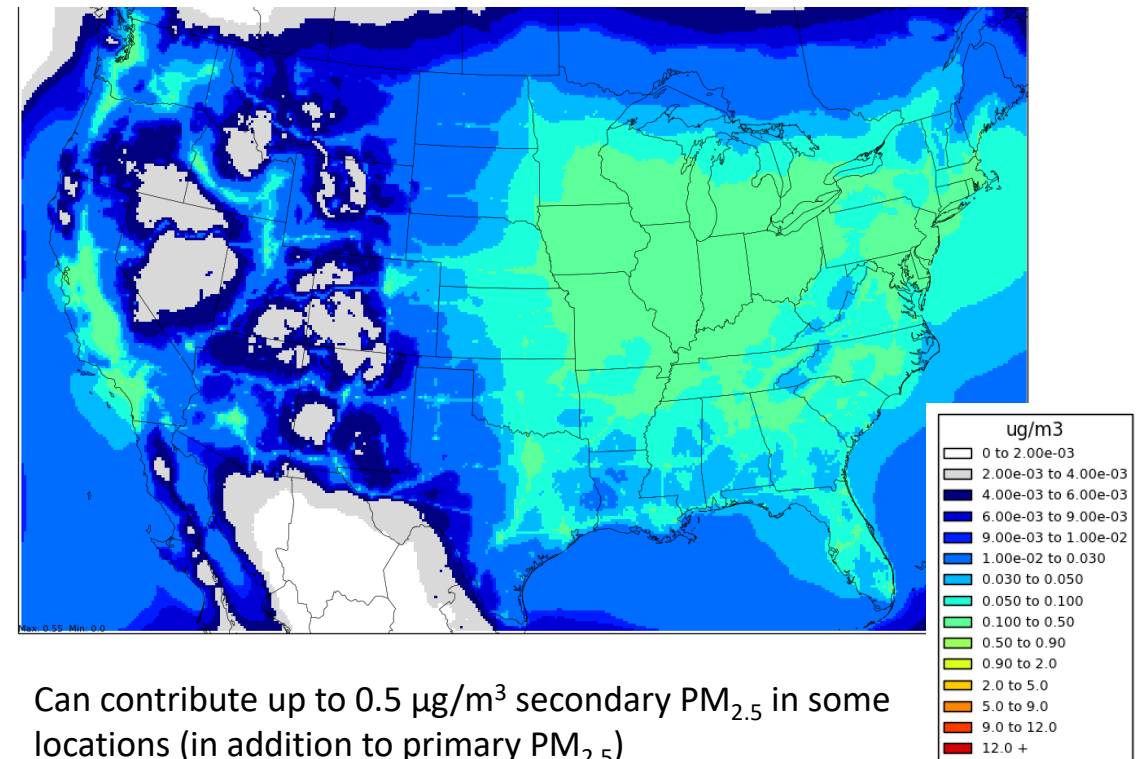 ug/m3
0 to 2.00e-03
2.00e-03 to 4.00e-03
4.00e-03 to 6.00e-03
6.00e-03 to 9.00e-03
9.00e-03 to 1.00e-02
1.00e-02 to 0.030
0.030 to 0.050
0.050 to 0.100
0.100 to 0.50
0.50 to 0.90
0.90 to 2.0
2.0 to 5.0
5.0 to 9.0
9.0 to 12.0
12.0 +
Max: 0.55 Min: 0.0
Can contribute up to 0.5 µg/m³ secondary PM₂.₅ in some
locations (in addition to primary PM₂.₅)